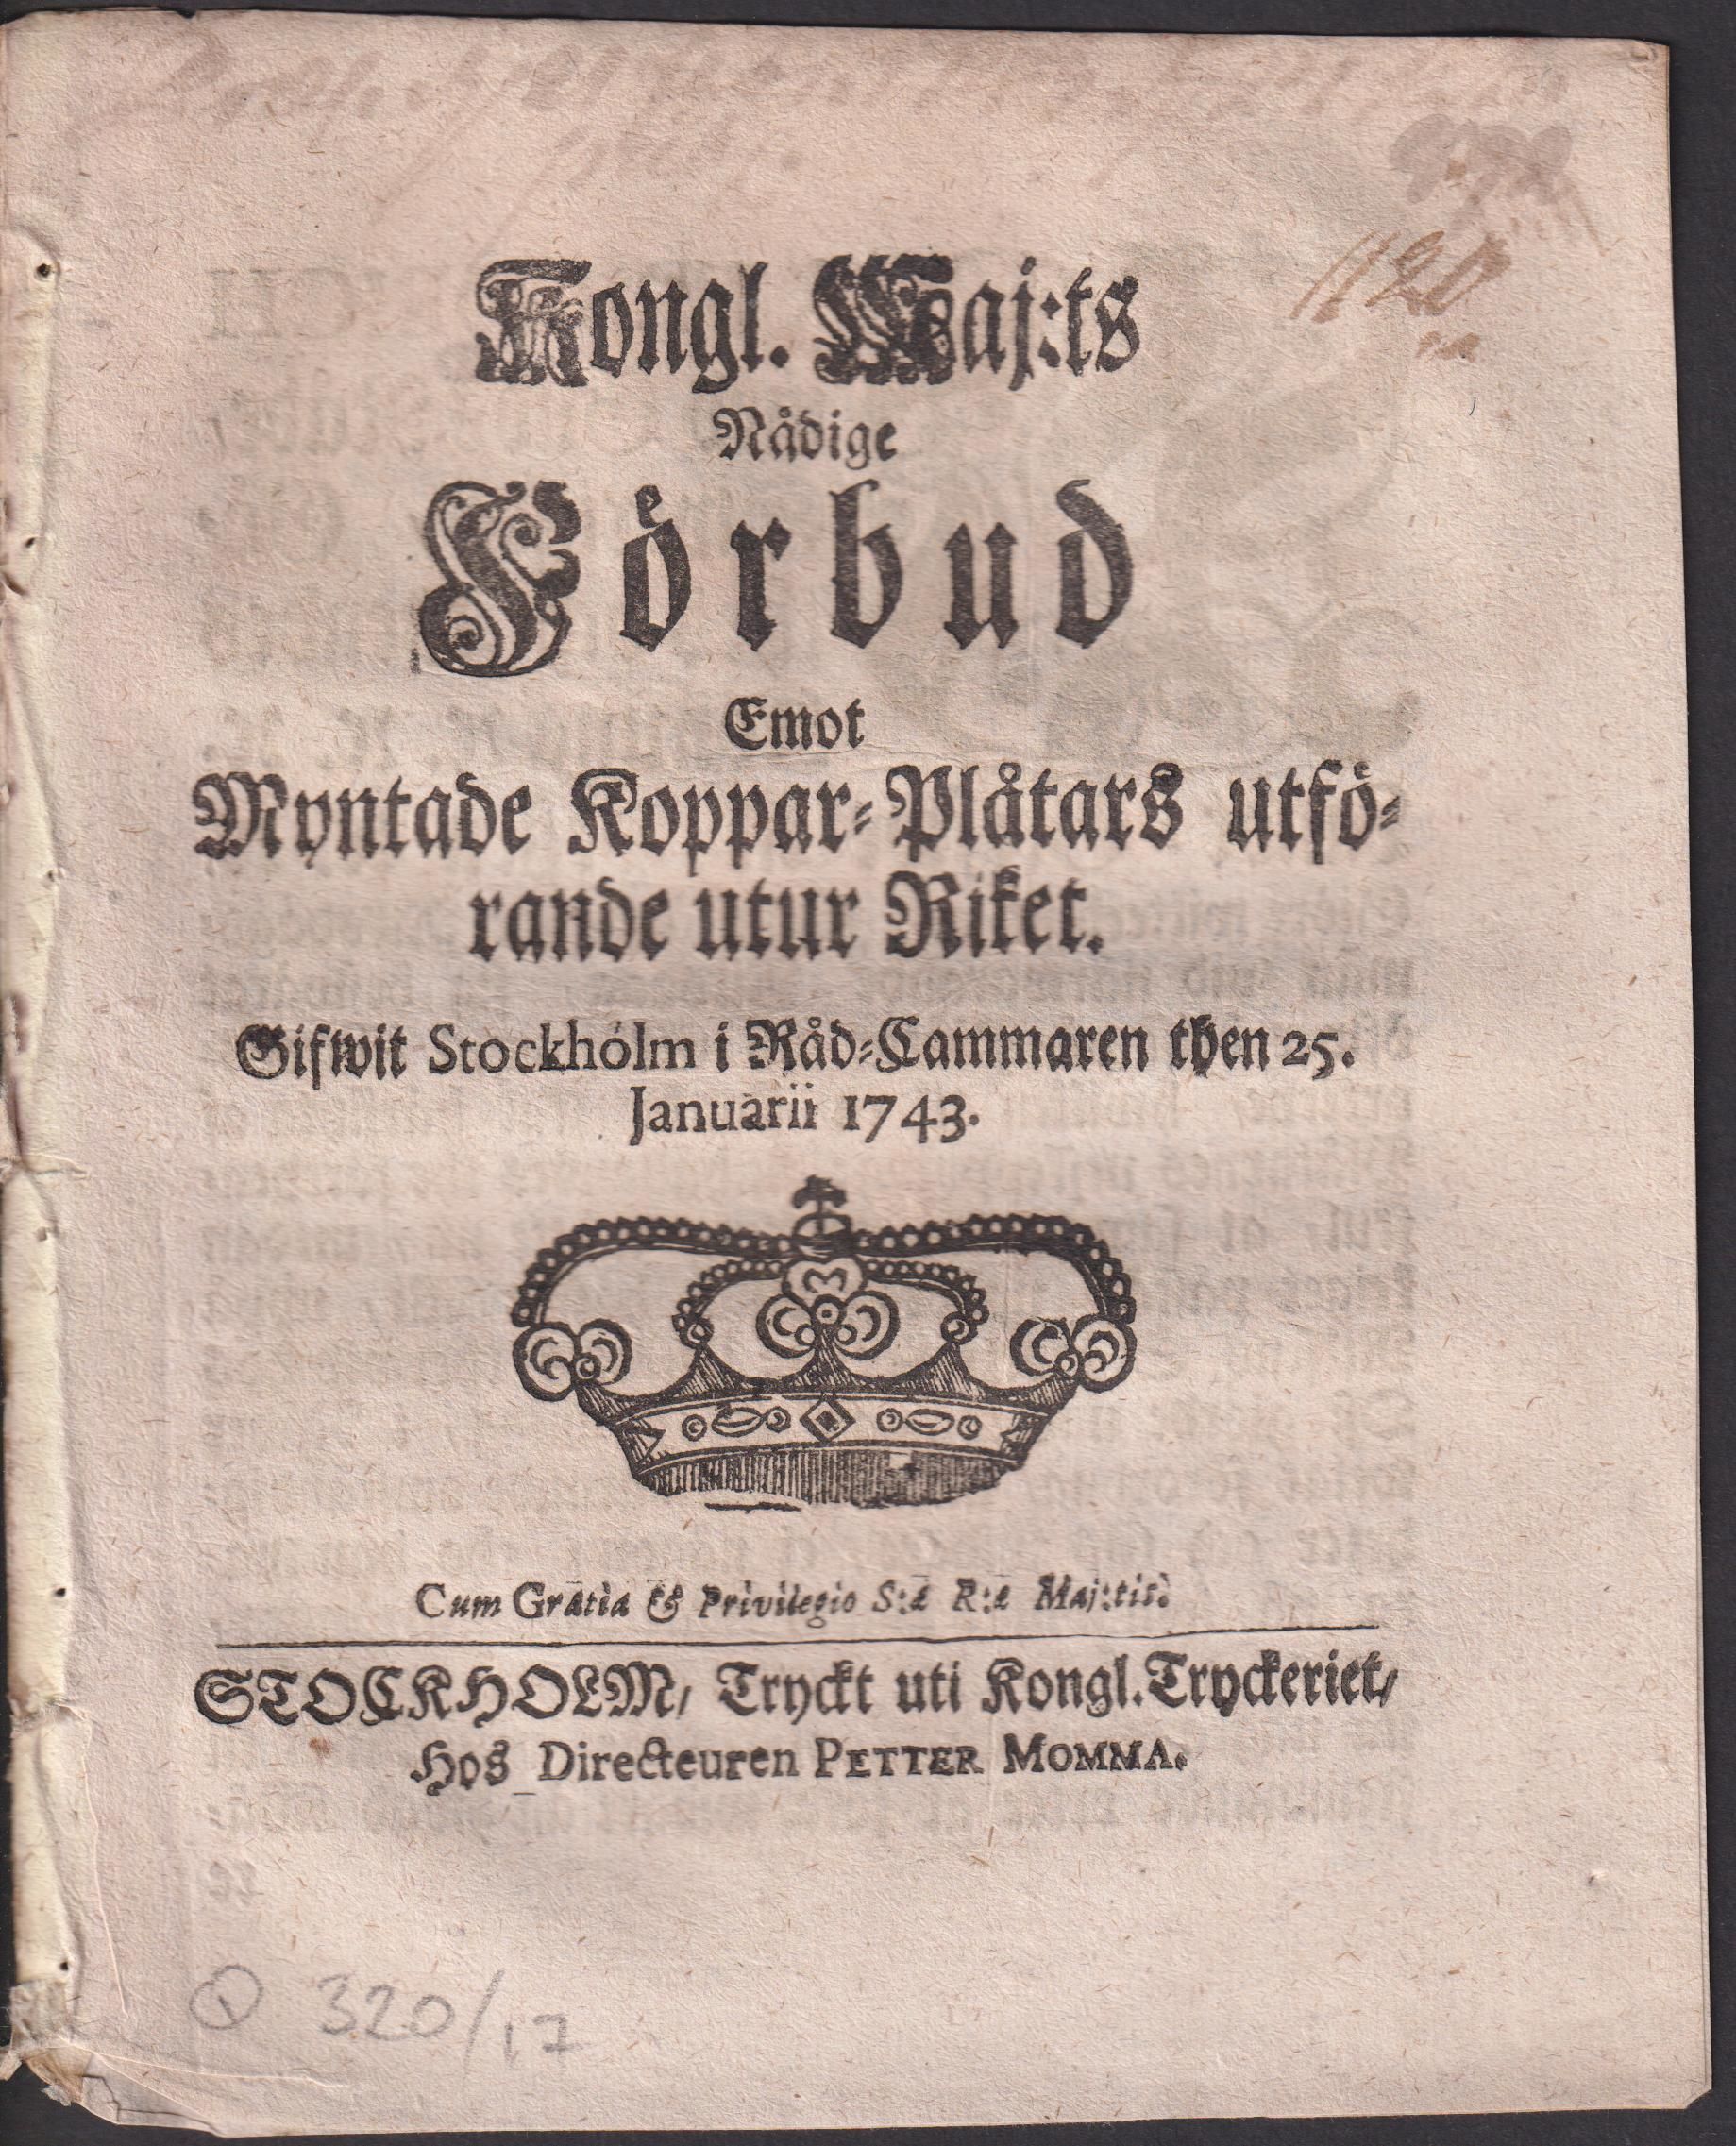 1120
Kongl. Maj:ts
Nådige
Förbud
Emot
Myntade Koppar-Plåtars utfö-
rande utur Riket.
Gifwit Stockholm i Råd-Cammaren then 25.
Januarii 1743.
Cum Gratia & Privilegio S:æ R:æ Maj:tis.
STOCKHOLM, Tryckt uti Kongl. Tryckeriet,
Hos Directeuren PETTER MOMMA.
Q 320/17